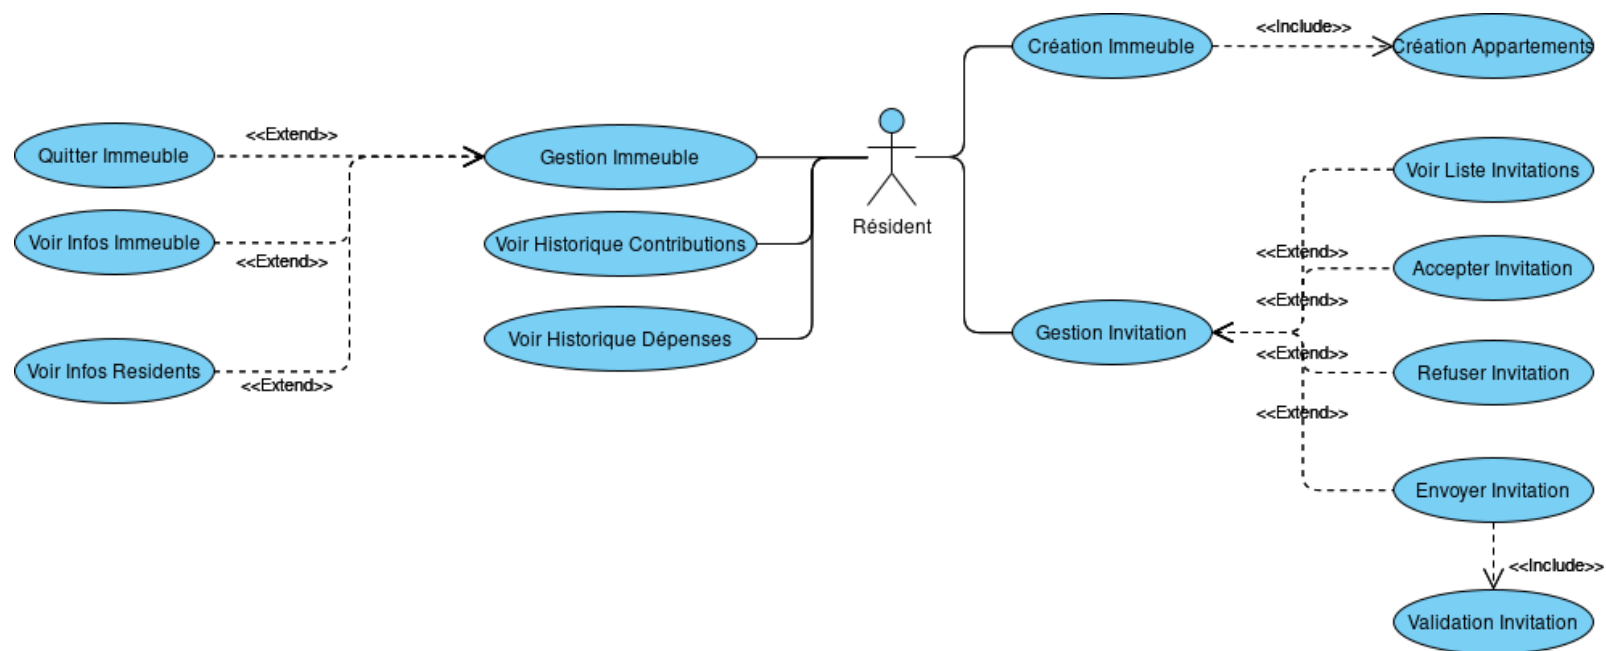 <<Include>>
Création Immeuble
Création Appartements
<<Extend>>
Quitter Immeuble
Gestion Immeuble
Voir Liste Invitations
Résident
Voir Infos Immeuble
Voir Historique Contributions
<<Extend>>
<<Extend>>
Accepter Invitation
<<Extend>>
Voir Historique Dépenses
Gestion Invitation
<<Extend>>
Voir Infos Residents
Refuser Invitation
<<Extend>>
<<Extend>>
Envoyer Invitation
<<Include>>
Validation Invitation